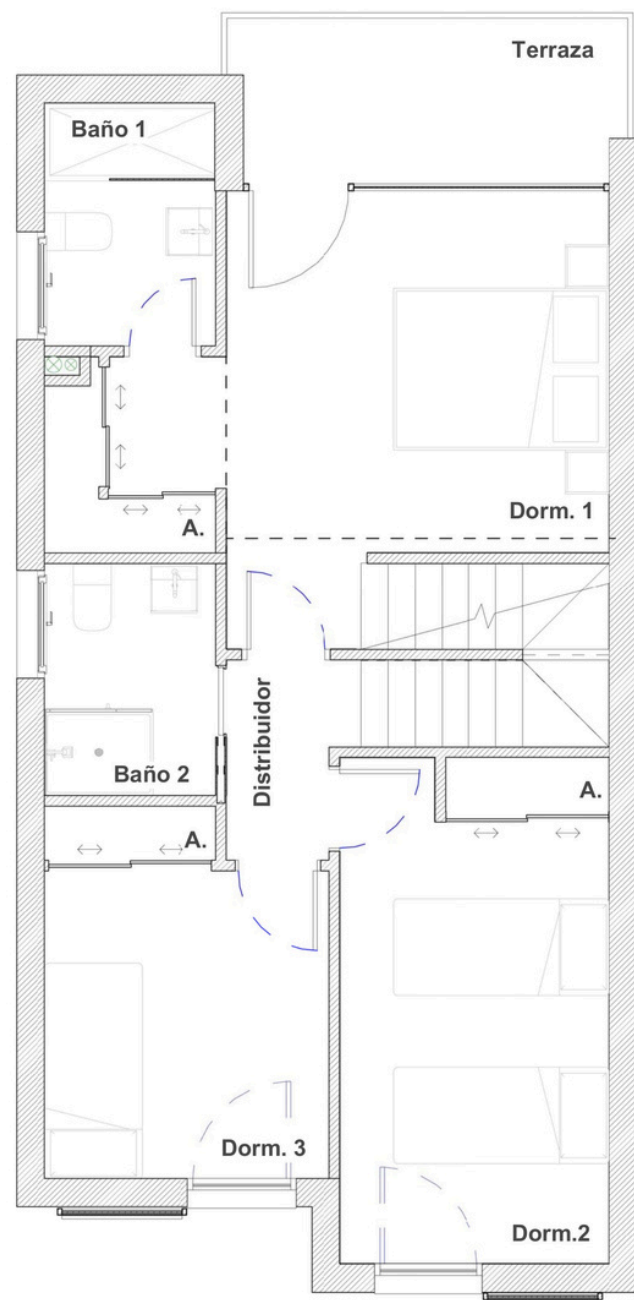 Terraza
Baño 1
Dorm. 1
A.
Distribuidor
Baño 2
A.
A.
Dorm. 3
Dorm.2